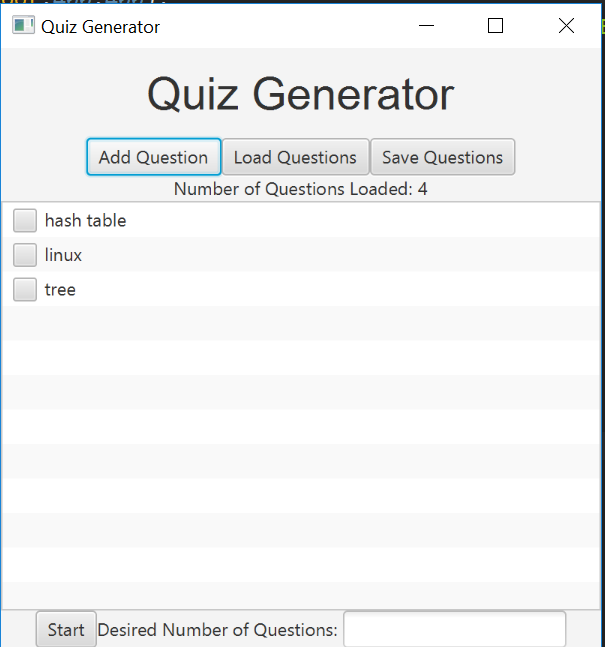 Quiz Generator
Quiz Generator
Add Question Load Questions Save Questions
Number of Questions Loaded: 4
hash table
linux
tree
Start Desired Number of Questions: